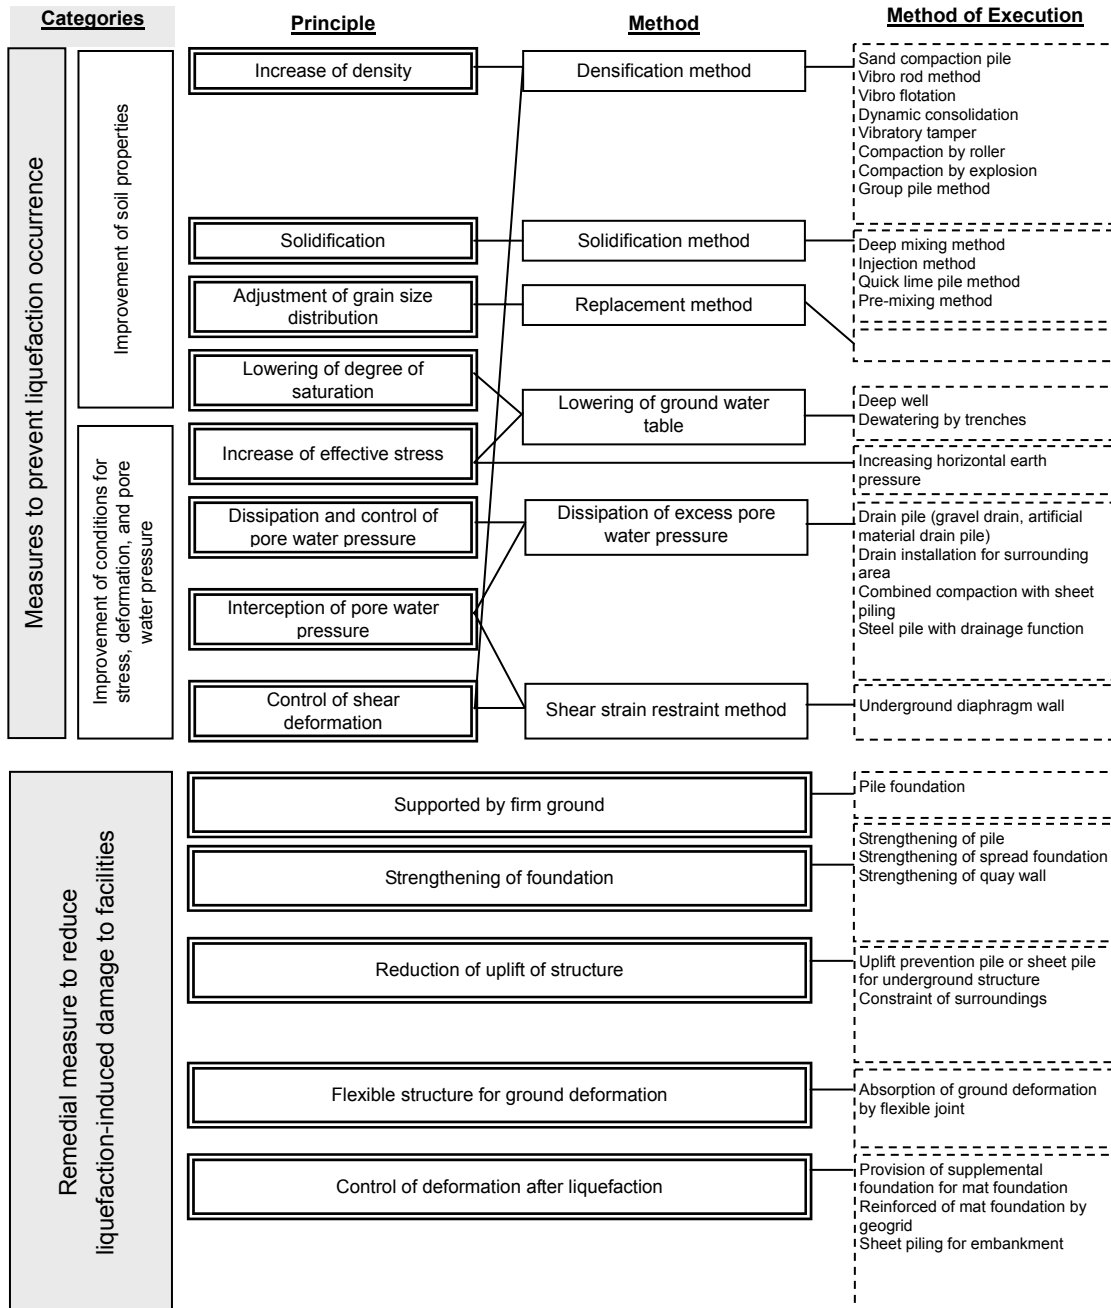 Categories
Principle
Method
Method of Execution
Measures to prevent liquefaction occurrence
Improvement of soil properties
Increase of density
Densification method
Sand compaction pile
Vibro rod method
Vibro flotation
Dynamic consolidation
Vibratory tamper
Compaction by roller
Compaction by explosion
Group pile method
Solidification
Solidification method
Deep mixing method
Injection method
Quick lime pile method
Pre-mixing method
Adjustment of grain size
distribution
Replacement method
Lowering of degree of
saturation
Lowering of ground water
table
Deep well
Dewatering by trenches
Improvement of conditions for
stress, deformation, and pore
water pressure
Increase of effective stress
Increasing horizontal earth
pressure
Dissipation and control of
pore water pressure
Dissipation of excess pore
water pressure
Drain pile (gravel drain, artificial
material drain pile)
Drain installation for surrounding
area
Combined compaction with sheet
piling
Steel pile with drainage function
Interception of pore water
pressure
Control of shear
deformation
Shear strain restraint method
Underground diaphragm wall
Remedial measure to reduce
liquefaction-induced damage to facilities
Supported by firm ground
Pile foundation
Strengthening of foundation
Strengthening of pile
Strengthening of spread foundation
Strengthening of quay wall
Reduction of uplift of structure
Uplift prevention pile or sheet pile
for underground structure
Constraint of surroundings
Flexible structure for ground deformation
Absorption of ground deformation
by flexible joint
Control of deformation after liquefaction
Provision of supplemental
foundation for mat foundation
Reinforced of mat foundation by
geogrid
Sheet piling for embankment